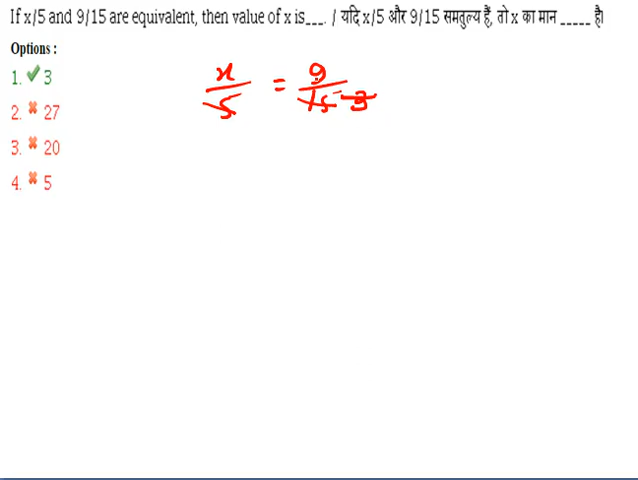 If x/5 and 9/15 are equivalent, then value of x is___. / यदि x/5 और 9/15 समतुल्य हैं, तो x का मान _____ है।
Options :
1. ✔ 3
2. ✖ 27
3. ✖ 20
4. ✖ 5
x/5 = 9/15 3